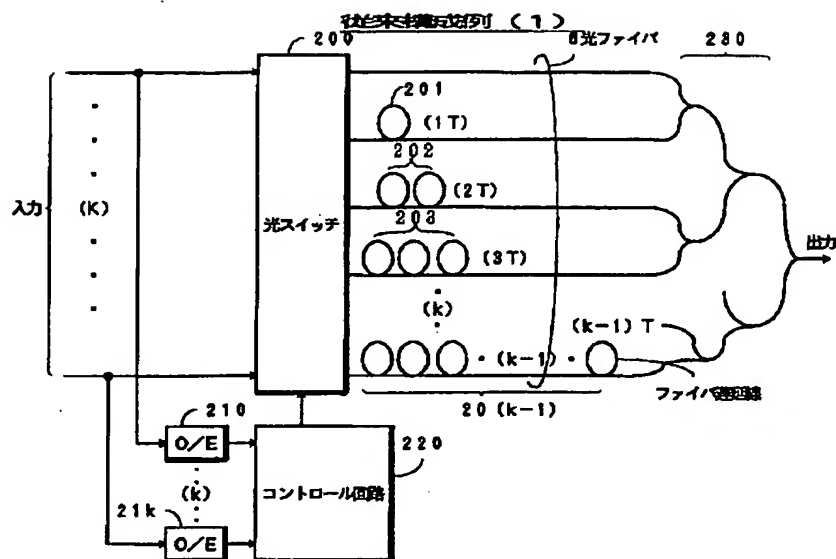 従来構成例 (1)
200
6光ファイバ
230
201
(1T)
202
(2T)
203
(3T)
入力
(K)
光スイッチ
出力
(k)
(k-1) T
・ (k-1) ・
ファイバ遅延線
20 (k-1)
210
O/E
220
(k)
コントロール回路
21k
O/E